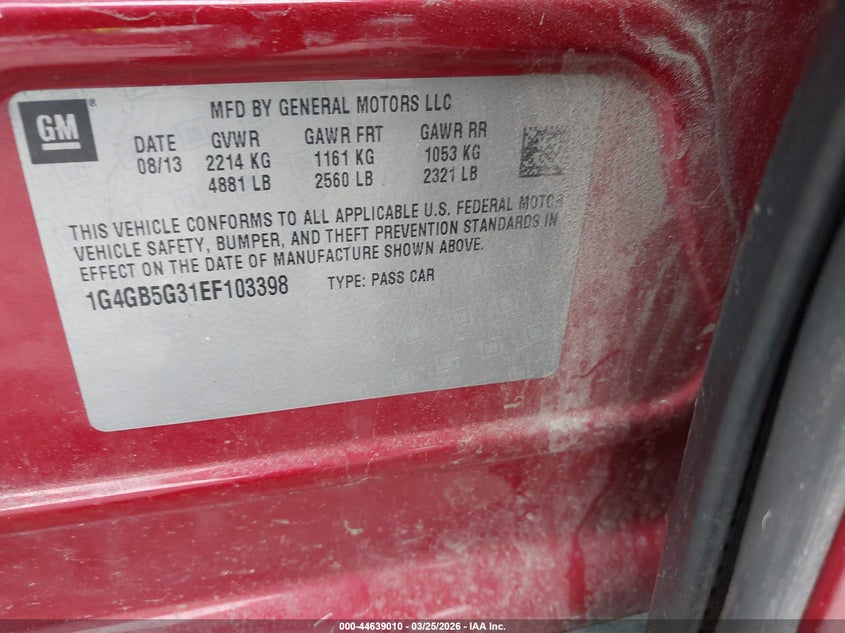 GM ®
MFD BY GENERAL MOTORS LLC
DATE GVWR GAWR FRT GAWR RR
08/13 2214 KG 1161 KG 1053 KG
4881 LB 2560 LB 2321 LB
THIS VEHICLE CONFORMS TO ALL APPLICABLE U.S. FEDERAL MOTOR
VEHICLE SAFETY, BUMPER, AND THEFT PREVENTION STANDARDS IN
EFFECT ON THE DATE OF MANUFACTURE SHOWN ABOVE.
1G4GB5G31EF103398 TYPE: PASS CAR
000-44639010 — 03/25/2026 — IAA Inc.